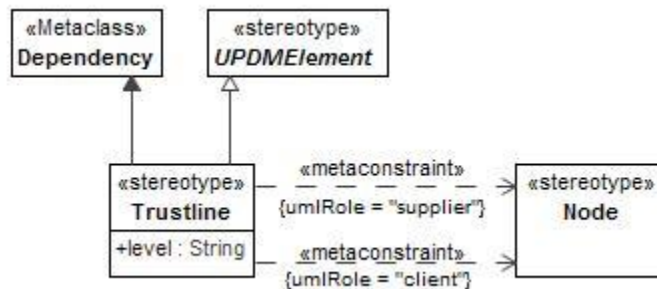 «Metaclass»
Dependency
«stereotype»
UPDMElement
«stereotype»
Trustline
+level : String
«metaconstraint»
{umlRole = "supplier"}
«metaconstraint»
{umlRole = "client"}
«stereotype»
Node